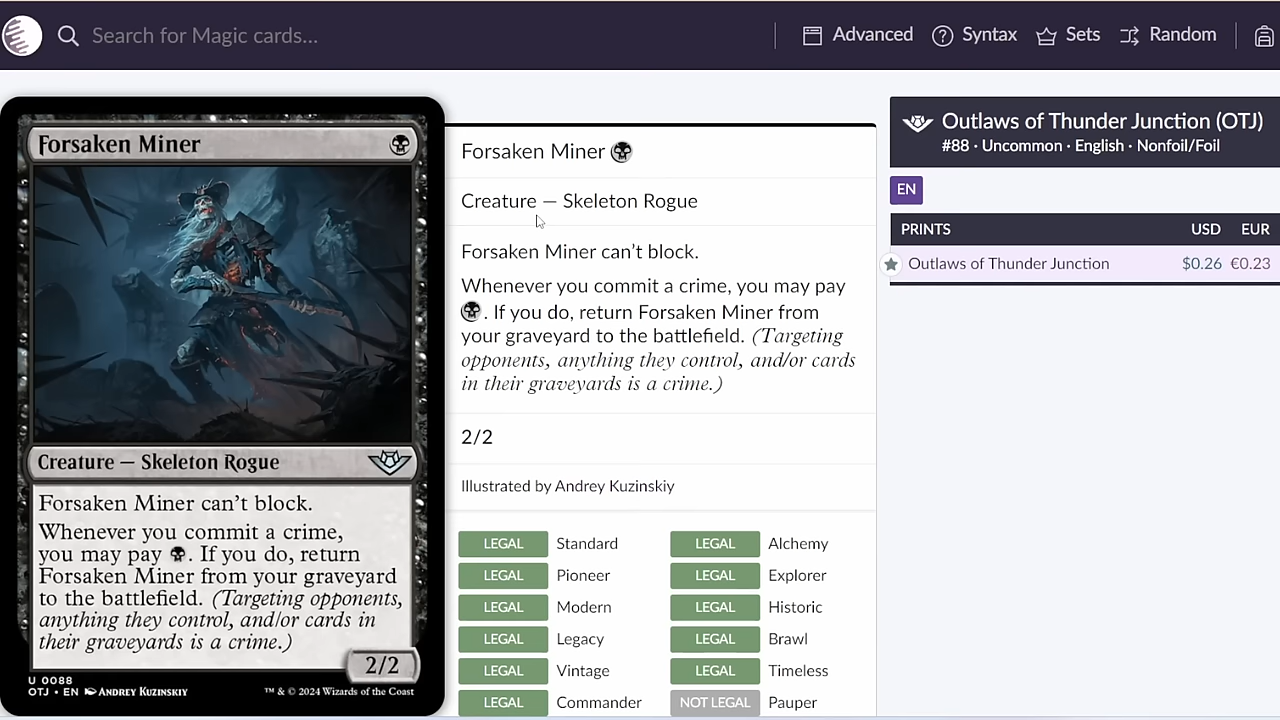 Search for Magic cards...
Advanced
Syntax
Sets
Random
Forsaken Miner
Creature — Skeleton Rogue
Forsaken Miner can't block.
Whenever you commit a crime,
you may pay . If you do, return
Forsaken Miner from your graveyard
to the battlefield. (Targeting opponents,
anything they control, and/or cards in
their graveyards is a crime.)
2/2
U 0088
OTJ • EN ANDREY KUZINSKIY
™ & © 2024 Wizards of the Coast
Forsaken Miner
Creature — Skeleton Rogue
Forsaken Miner can't block.
Whenever you commit a crime, you may pay
. If you do, return Forsaken Miner from
your graveyard to the battlefield. (Targeting
opponents, anything they control, and/or cards
in their graveyards is a crime.)
2/2
Illustrated by Andrey Kuzinskiy
LEGAL Standard LEGAL Alchemy
LEGAL Pioneer LEGAL Explorer
LEGAL Modern LEGAL Historic
LEGAL Legacy LEGAL Brawl
LEGAL Vintage LEGAL Timeless
LEGAL Commander NOT LEGAL Pauper
Outlaws of Thunder Junction (OTJ)
#88 · Uncommon · English · Nonfoil/Foil
EN
PRINTS USD EUR
Outlaws of Thunder Junction $0.26 €0.23